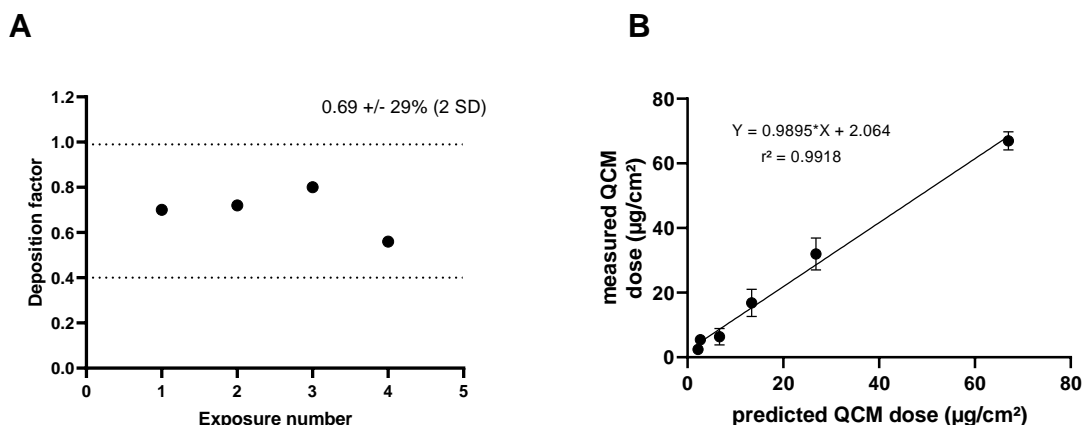 A
0.69 +/- 29% (2 SD)
Deposition factor
1.2
1.0
0.8
0.6
0.4
0.2
0.0
0 1 2 3 4 5
Exposure number
B
Y = 0.9895*X + 2.064
r² = 0.9918
measured QCM
dose (µg/cm²)
80
60
40
20
0
0 20 40 60 80
predicted QCM dose (µg/cm²)